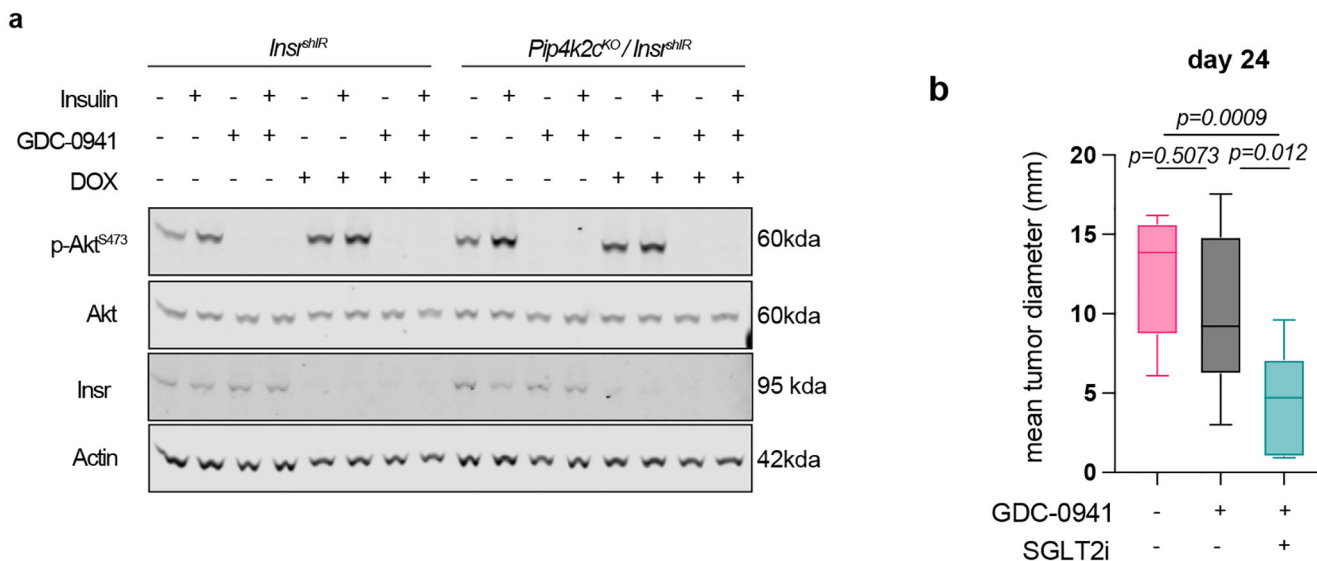 a
Insr^shIR Pip4k2c^KO / Insr^shIR
Insulin - + - + - + - + - + - + - + - +
GDC-0941 - - + + - - + + - - + + - - + +
DOX - - - - + + + + - - - - + + + +
p-Akt^S473 60kda
Akt 60kda
Insr 95 kda
Actin 42kda
b
day 24
p=0.0009
p=0.5073 p=0.012
mean tumor diameter (mm)
20
15
10
5
0
GDC-0941 - + +
SGLT2i - - +